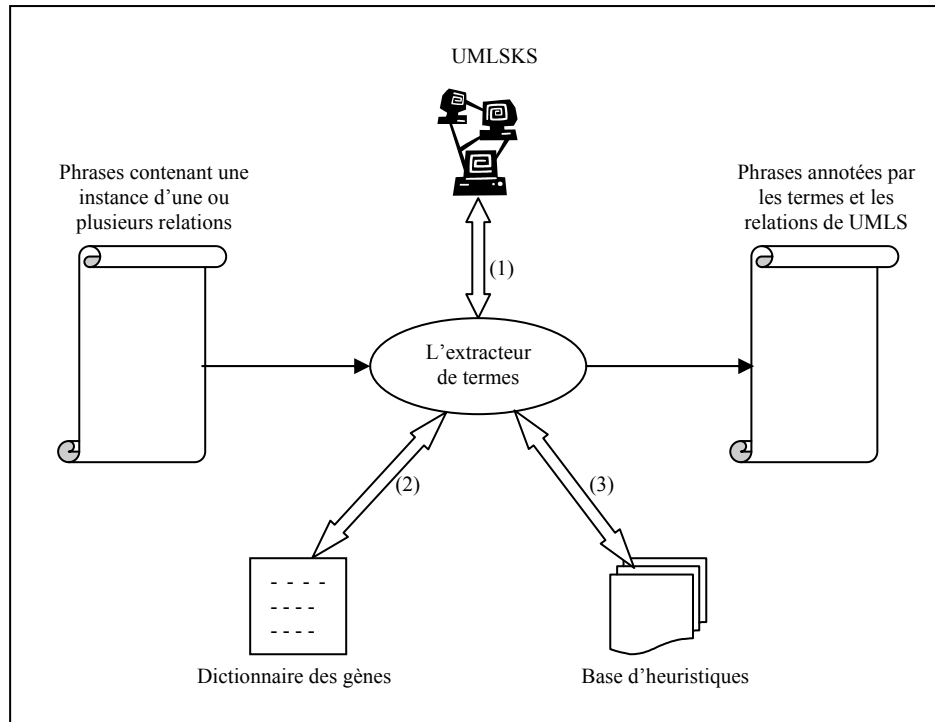 UMLSKS
Phrases contenant une
instance d’une ou
plusieurs relations
Phrases annotées par
les termes et les
relations de UMLS
(1)
L’extracteur
de termes
(2)
(3)
Dictionnaire des gènes
Base d’heuristiques